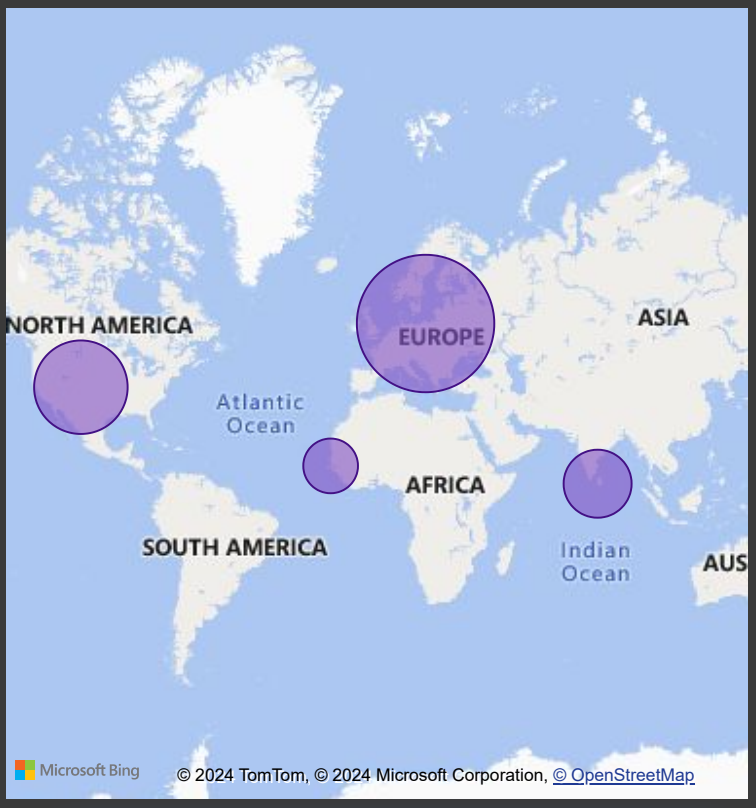 NORTH AMERICA
EUROPE
ASIA
Atlantic
Ocean
AFRICA
SOUTH AMERICA
Indian
Ocean
AUS
Microsoft Bing
© 2024 TomTom, © 2024 Microsoft Corporation, © OpenStreetMap